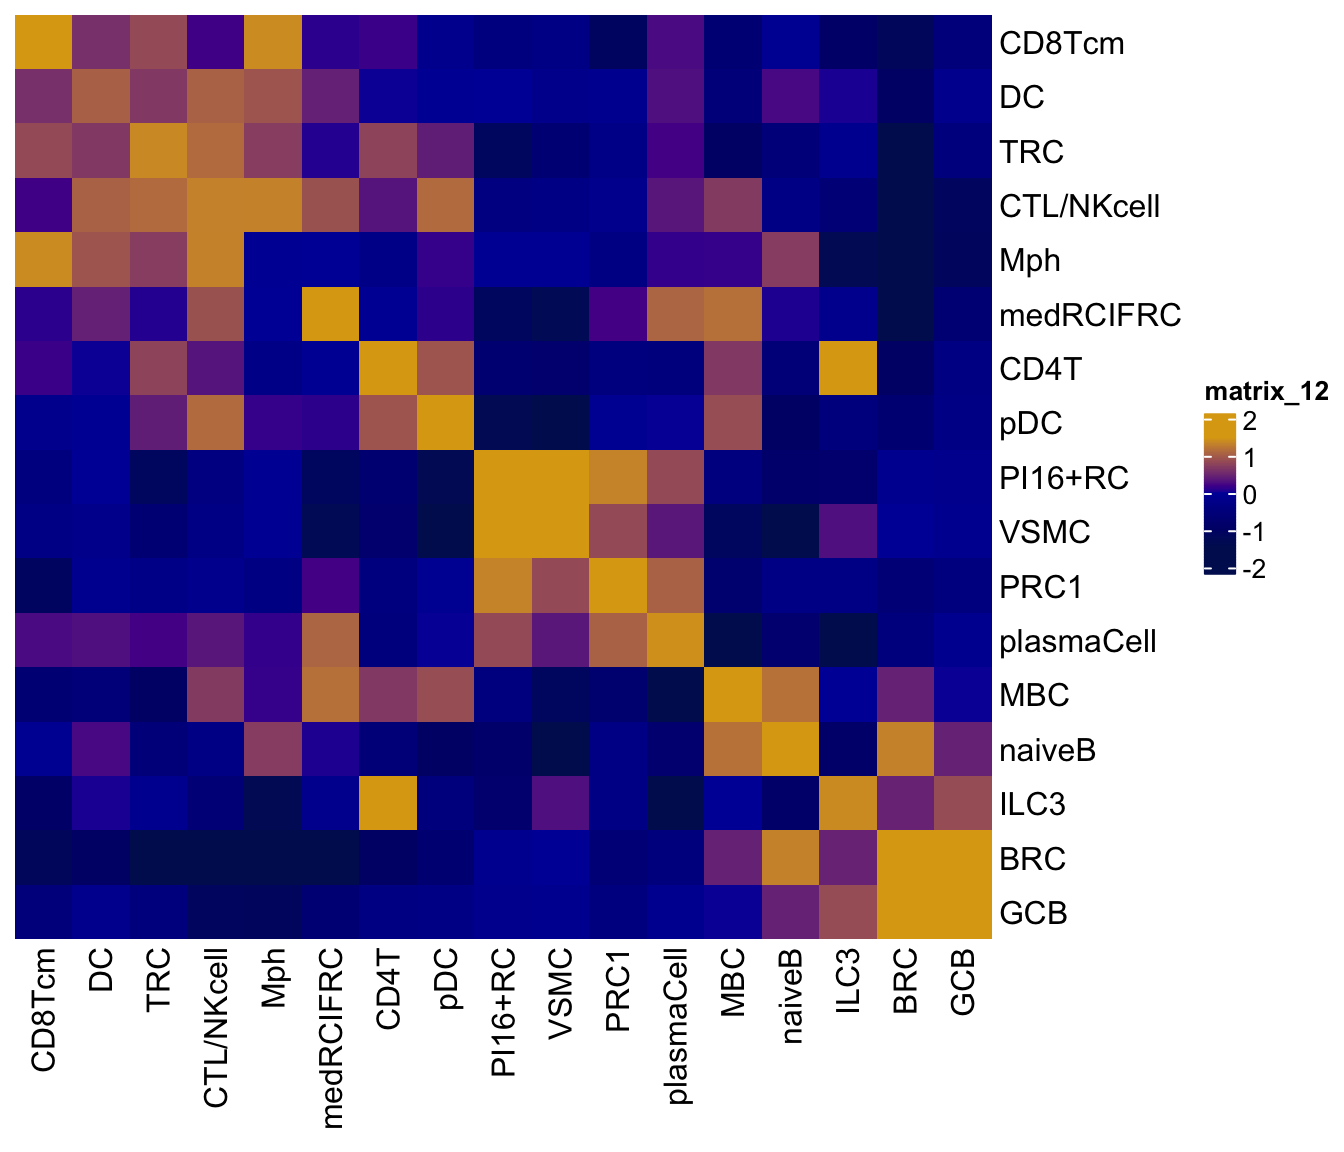 CD8Tcm
DC
TRC
CTL/NKcell
Mph
medRCIFRC
CD4T
pDC
PI16+RC
VSMC
PRC1
plasmaCell
MBC
naiveB
ILC3
BRC
GCB
matrix_12
2
1
0
-1
-2
CD8Tcm
DC
TRC
CTL/NKcell
Mph
medRCIFRC
CD4T
pDC
PI16+RC
VSMC
PRC1
plasmaCell
MBC
naiveB
ILC3
BRC
GCB